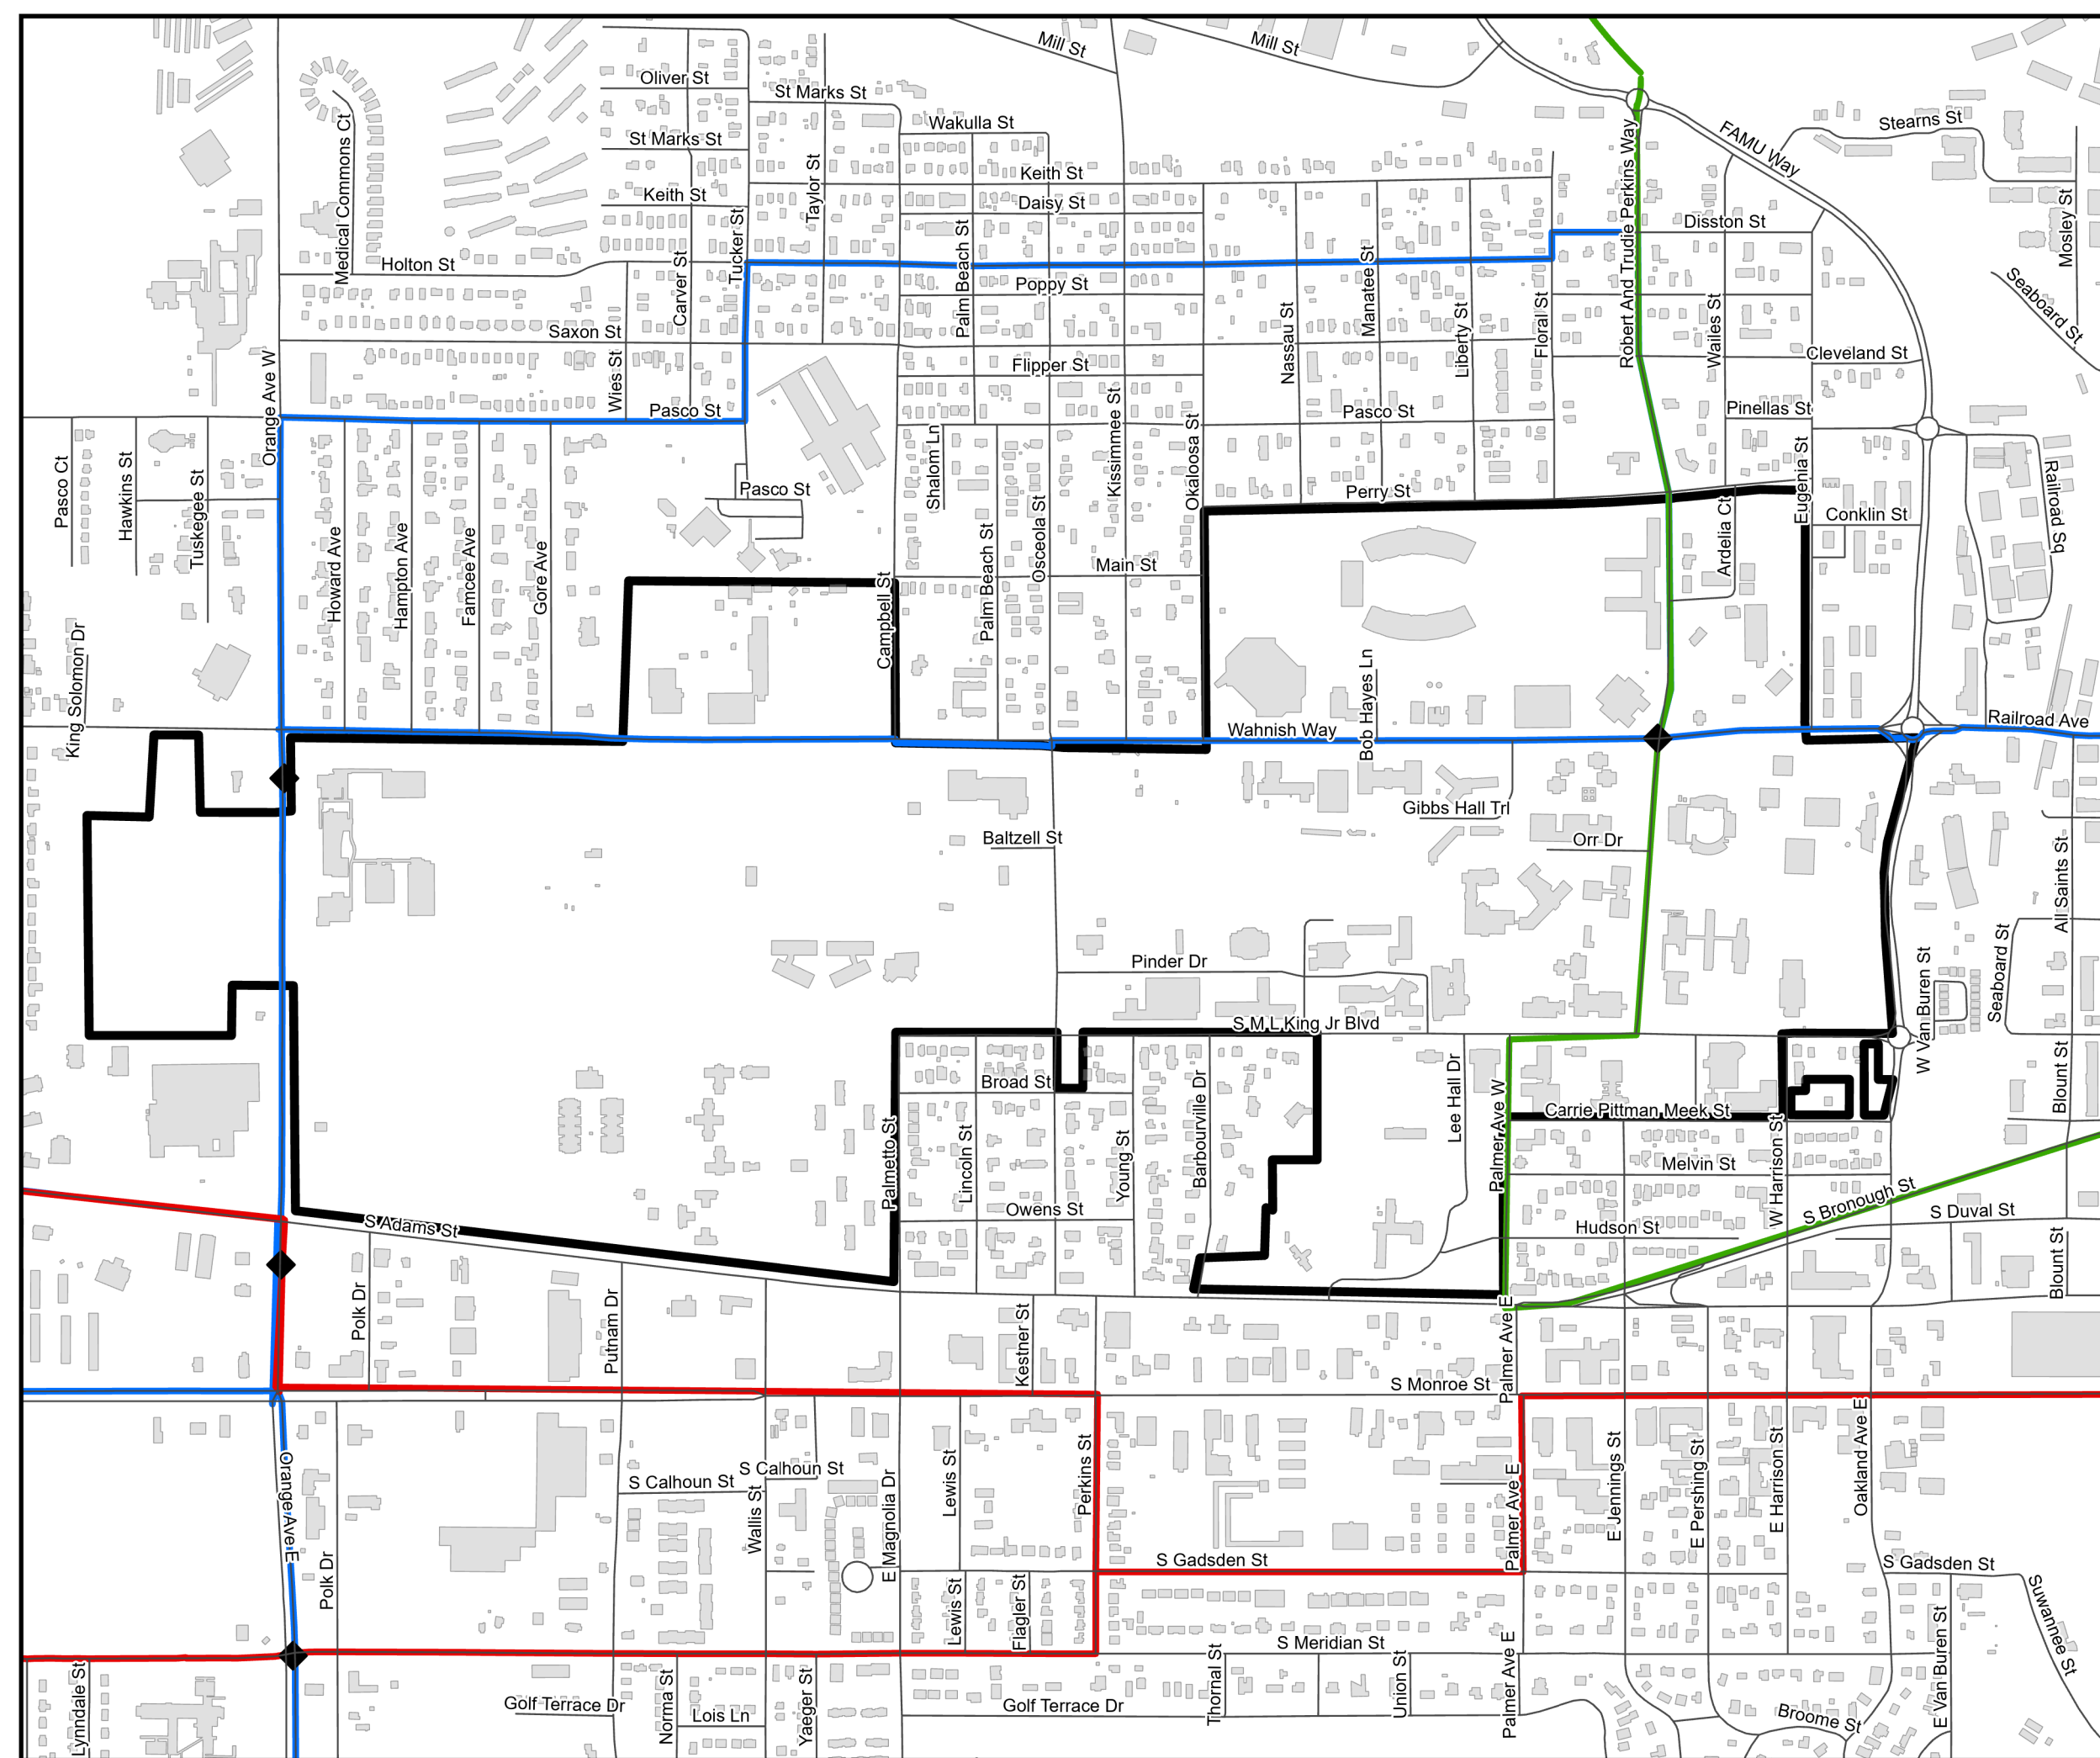 Mill St
Mill St
Oliver St
St Marks St
Wakulla St
Stearns St
FAMU Way
St Marks St
Medical Commons Ct
Taylor St
Keith St
Keith St
Daisy St
Robert And Trudie Perkins Way
Disston St
Mosley St
Tucker St
Carver St
Holton St
Palm Beach St
Poppy St
Manatee St
Seaboard St
Saxon St
Nassau St
Liberty St
Floral St
Wailes St
Cleveland St
Orange Ave W
Wies St
Flipper St
Pasco St
Kissimmee St
Pasco St
Pinellas St
Pasco Ct
Hawkins St
Tuskegee St
Shalom Ln
Okaloosa St
Eugenia St
Railroad Sq
Pasco St
Perry St
Conklin St
Howard Ave
Hampton Ave
Famcee Ave
Gore Ave
Osceola St
Palm Beach St
Main St
Ardelia Ct
Campbell St
King Solomon Dr
Bob Hayes Ln
Wahnish Way
Railroad Ave
Gibbs Hall Trl
Baltzell St
Orr Dr
All Saints St
Pinder Dr
W Van Buren St
Seaboard St
S M L King Jr Blvd
Broad St
Barbourville Dr
Lee Hall Dr
Palmer Ave W
Carrie Pittman Meek St
Blount St
Palmetto St
Lincoln St
Young St
Melvin St
W Harrison St
S Bronough St
Owens St
Hudson St
S Duval St
S Adams St
Blount St
Polk Dr
Putnam Dr
Kestner St
Palmer Ave E
S Monroe St
Orange Ave E
S Calhoun St
S Calhoun St
Wallis St
E Magnolia Dr
Lewis St
Perkins St
Palmer Ave E
E Jennings St
E Pershing St
E Harrison St
Oakland Ave E
Polk Dr
S Gadsden St
S Gadsden St
Lewis St
Flagler St
Suwannee St
S Meridian St
E Van Buren St
Lynndale St
Norma St
Yaeger St
Thornal St
Union St
Palmer Ave E
Golf Terrace Dr
Golf Terrace Dr
Lois Ln
Broome St